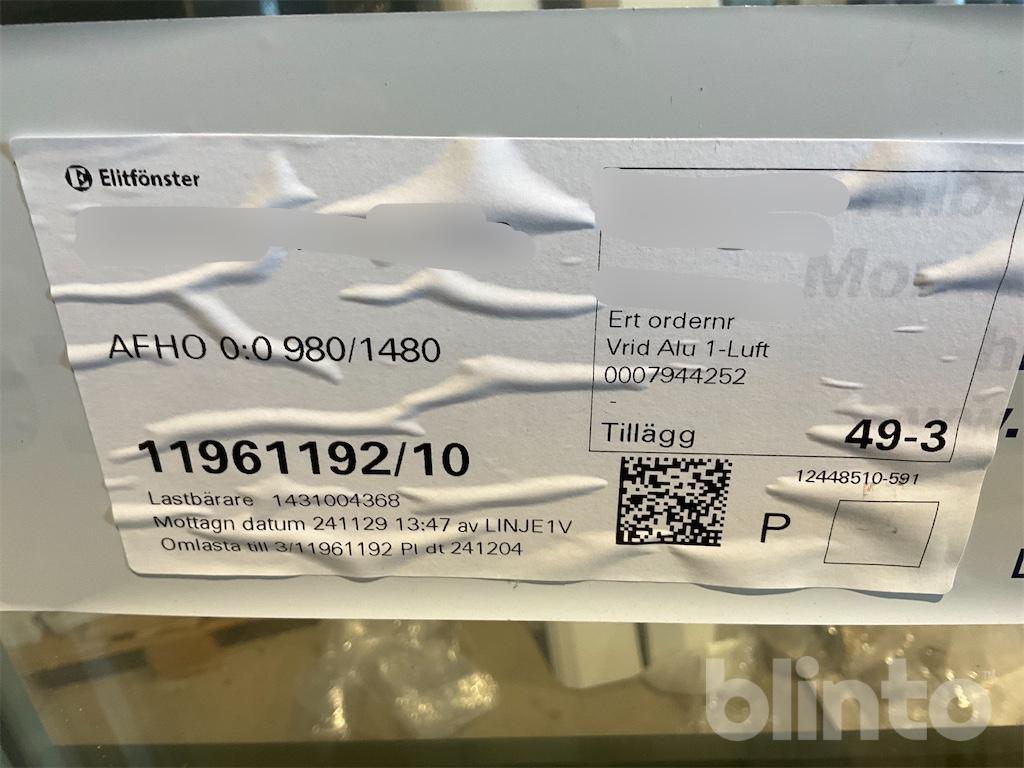 Elitfönster
AFHO 0:0 980/1480
11961192/10
Lastbärare 1431004368
Mottagn datum 241129 13:47 av LINJE1V
Omlasta till 3/11961192 Pl dt 241204
Ert ordernr
Vrid Alu 1-Luft
0007944252
-
Tillägg 49-3
12448510-591
P
blinto